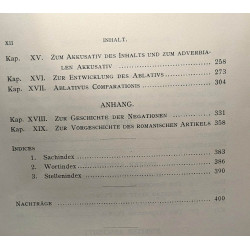 XII INHALT.
Kap. XV. ZUM AKKUSATIV DES INHALTS UND ZUM ADVERBIA-
LEN AKKUSATIV 258
Kap. XVI. ZUR ENTWICKLUNG DES ABLATIVS 273
Kap. XVII. ABLATIVUS COMPARATIONIS 304
ANHANG.
Kap. XVIII. ZUR GESCHICHTE DER NEGATIONEN 331
Kap. XIX. ZUR VORGESCHICHTE DES ROMANISCHEN ARTIKELS 358
INDICES
1. Sachindex 383
2. Wortindex 386
3. Stellenindex 390
NACHTRÄGE 400